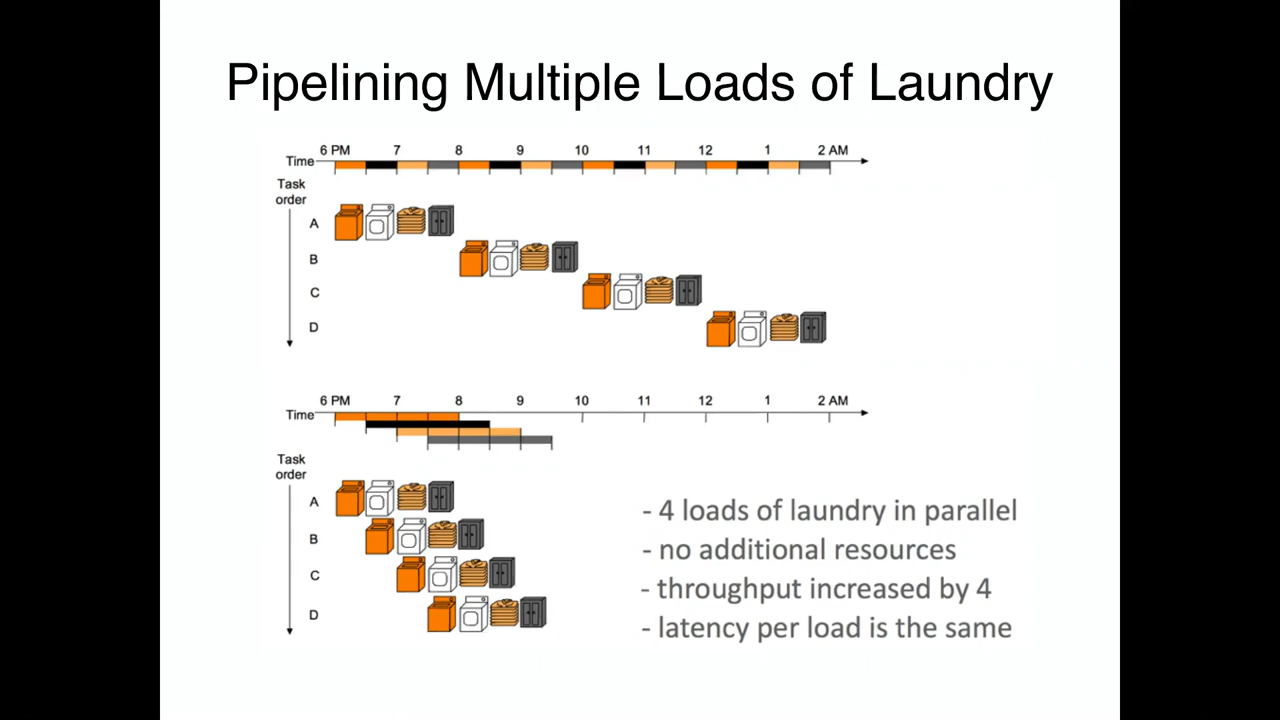 Pipelining Multiple Loads of Laundry
6 PM 7 8 9 10 11 12 1 2 AM
Time
Task
order
A
B
C
D
6 PM 7 8 9 10 11 12 1 2 AM
Time
Task
order
A
B
C
D
- 4 loads of laundry in parallel
- no additional resources
- throughput increased by 4
- latency per load is the same